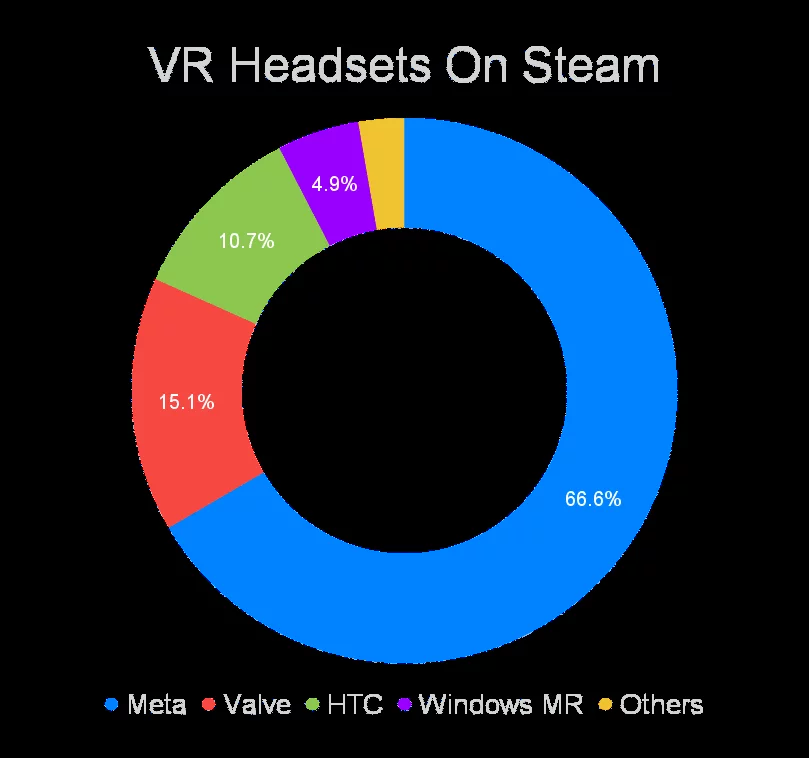 VR Headsets On Steam
4.9%
10.7%
15.1%
66.6%
Meta Valve HTC Windows MR Others